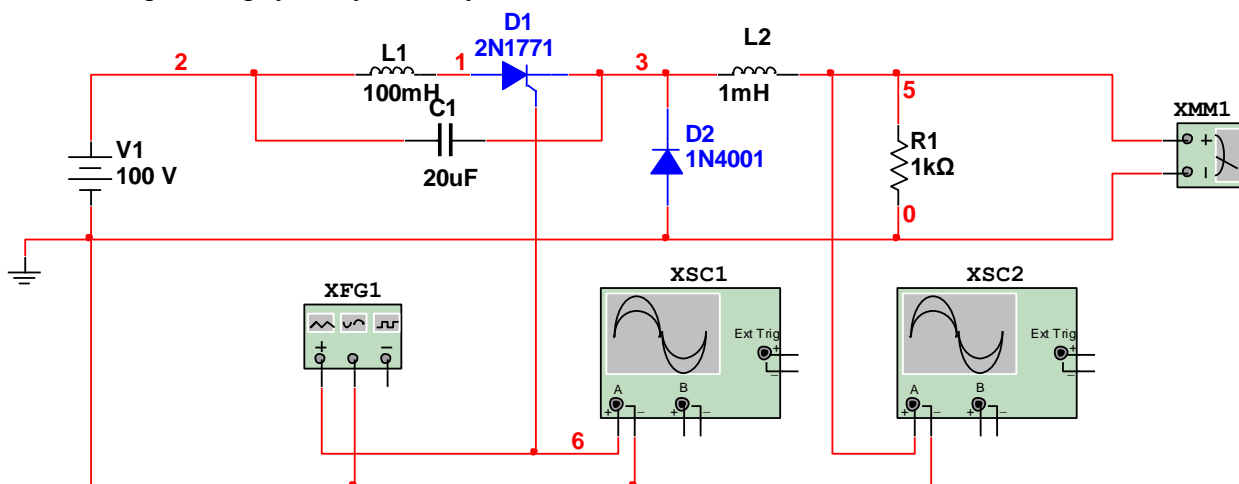 D1
2N1771
L1
100mH
2
1
3
L2
1mH
5
C1
20uF
V1
100 V
D2
1N4001
R1
1kΩ
0
XMM1
+
−
XFG1
+
−
XSC1
Ext Trig
+
−
A
B
+
−
+
−
XSC2
Ext Trig
+
−
A
B
+
−
+
−
6